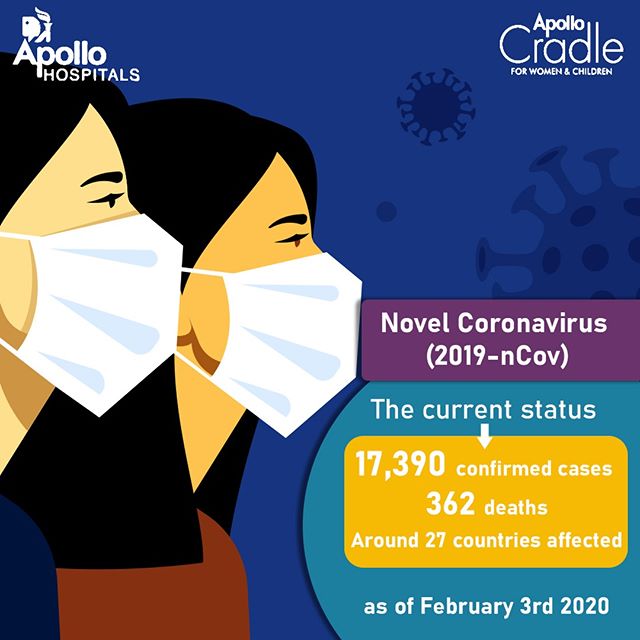 Apollo
HOSPITALS
Apollo
Cradle
FOR WOMEN & CHILDREN
Novel Coronavirus
(2019-nCov)
The current status
17,390 confirmed cases
362 deaths
Around 27 countries affected
as of February 3rd 2020